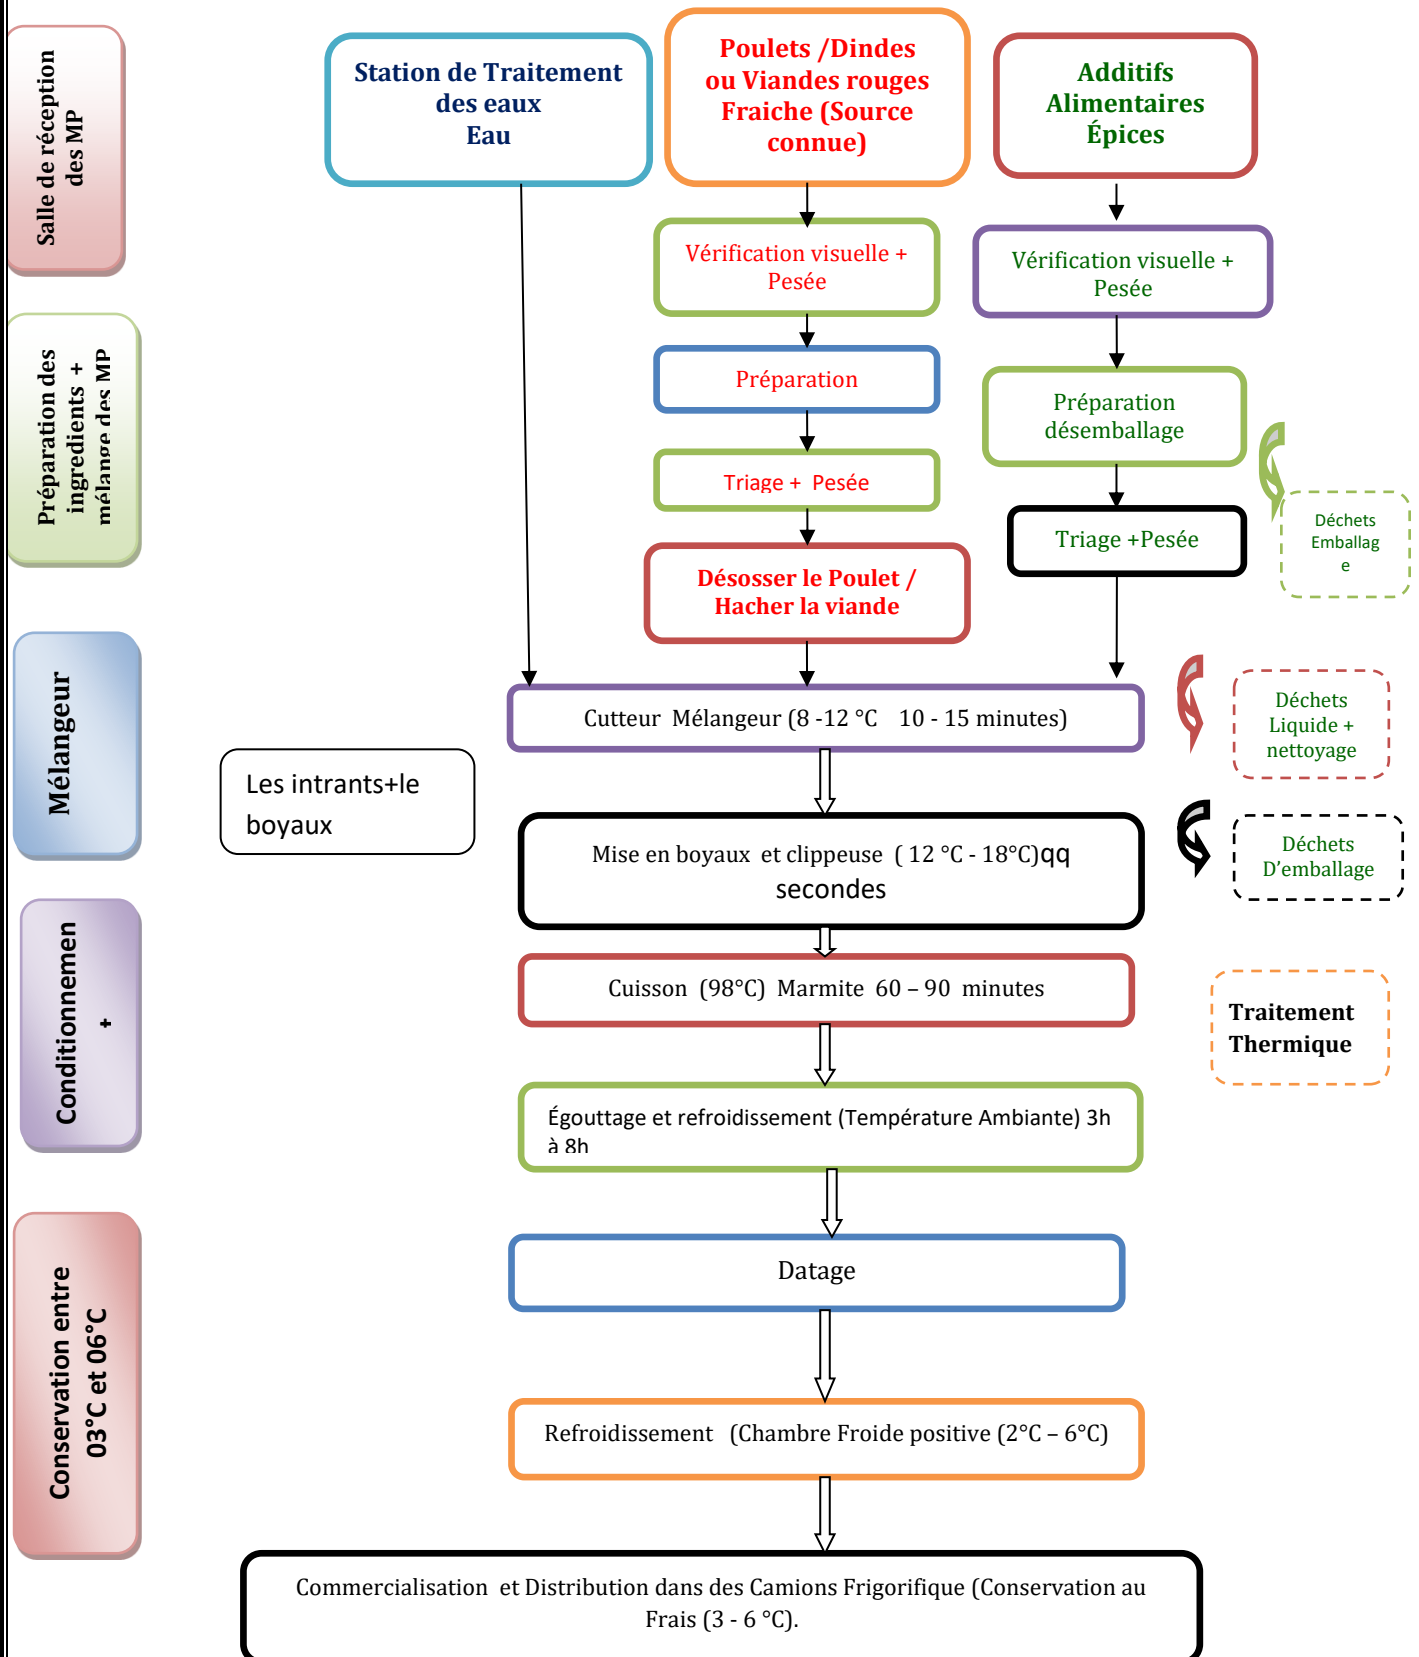 Salle de réception
des MP
Station de Traitement
des eaux
Eau
Poulets /Dindes
ou Viandes rouges
Fraiche (Source
connue)
Additifs
Alimentaires
Épices
Vérification visuelle +
Pesée
Vérification visuelle +
Pesée
Préparation des
ingredients +
mélange des MP
Préparation
Préparation
désemballage
Triage + Pesée
Triage +Pesée
Déchets
Emballag
e
Désosser le Poulet /
Hacher la viande
Mélangeur
Cutteur Mélangeur (8 -12 °C 10 - 15 minutes)
Déchets
Liquide +
nettoyage
Les intrants+le
boyaux
Mise en boyaux et clippeuse ( 12 °C - 18°C)qq
secondes
Déchets
D’emballage
Conditionnemen
Cuisson (98°C) Marmite 60 – 90 minutes
Traitement
Thermique
Égouttage et refroidissement (Température Ambiante) 3h
à 8h
Conservation entre
03°C et 06°C
Datage
Refroidissement (Chambre Froide positive (2°C – 6°C)
Commercialisation et Distribution dans des Camions Frigorifique (Conservation au
Frais (3 - 6 °C).